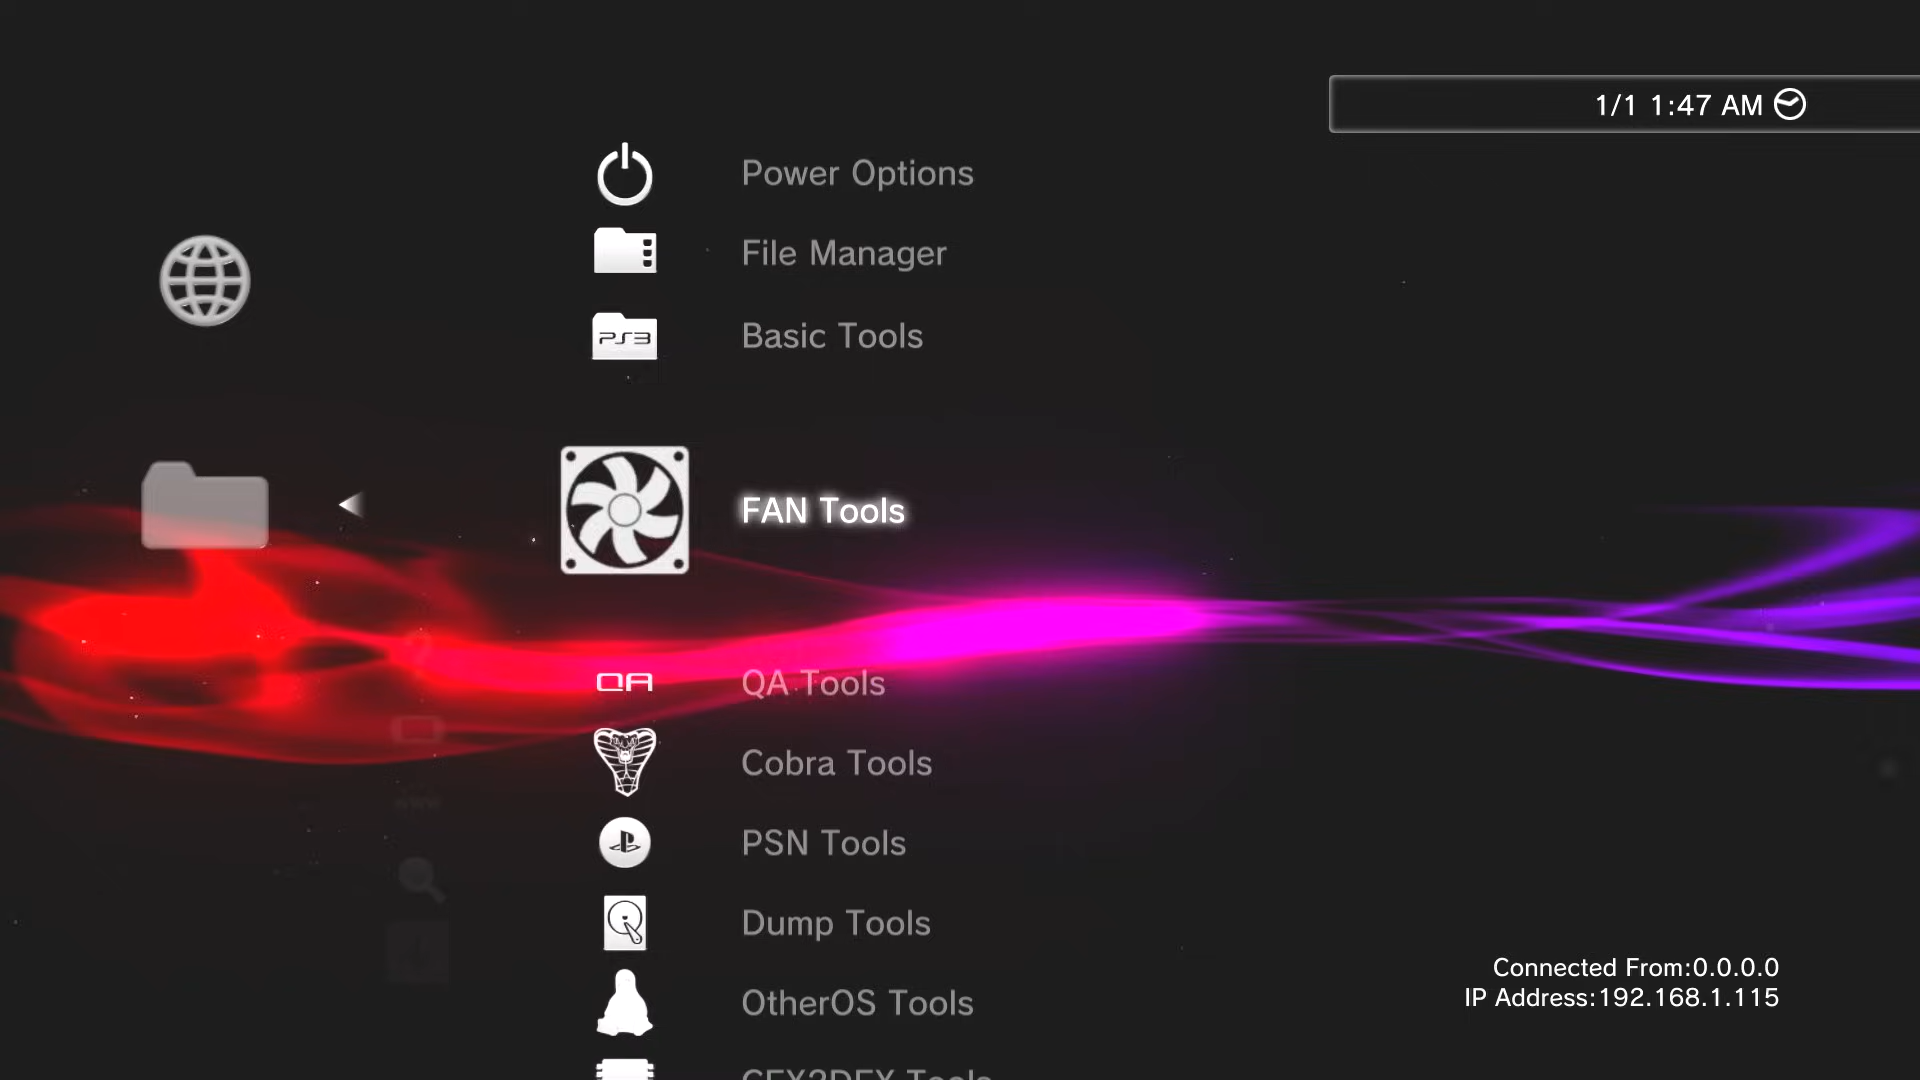 1/1 1:47 AM
Power Options
File Manager
PS3
Basic Tools
FAN Tools
QA
QA Tools
Cobra Tools
PSN Tools
Dump Tools
OtherOS Tools
Connected From:0.0.0.0
IP Address:192.168.1.115